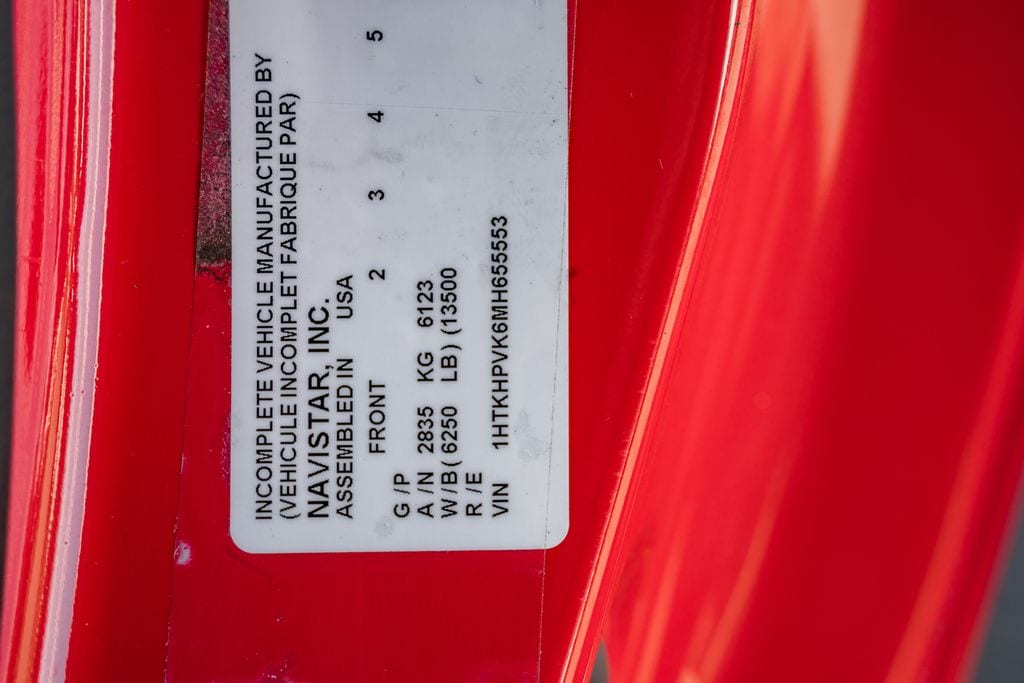 INCOMPLETE VEHICLE MANUFACTURED BY
(VEHICULE INCOMPLET FABRIQUE PAR)
NAVISTAR, INC.
ASSEMBLED IN USA
FRONT 2 3 4 5
G/P
A/N 2835 KG 6123
W/B (6250 LB) (13500
R/E
VIN 1HTKHPVK6MH655553